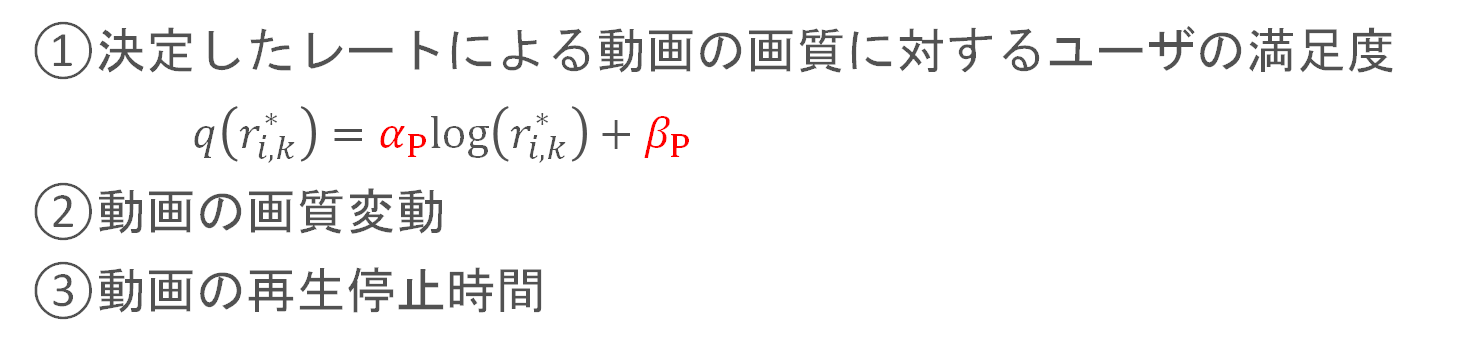 ①決定したレートによる動画の画質に対するユーザの満足度
q(r*i,k) = αPlog(r*i,k) + βP
②動画の画質変動
③動画の再生停止時間